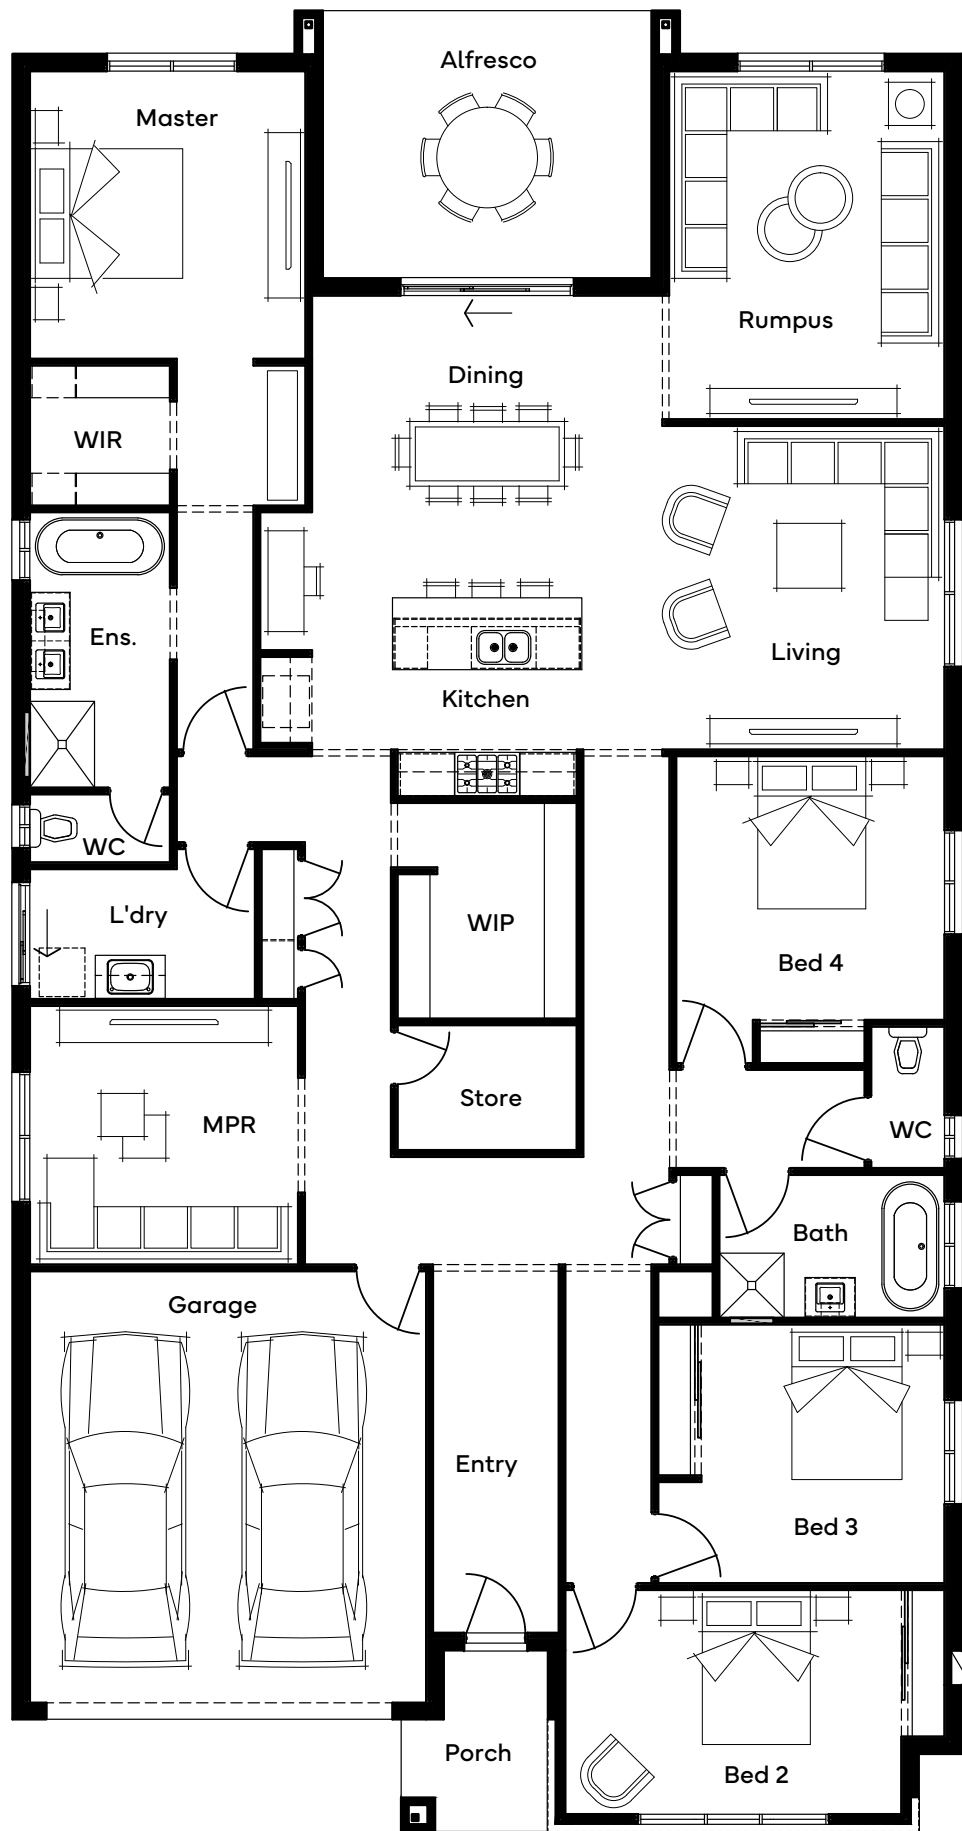 Alfresco
Master
Rumpus
Dining
WIR
Ens.
Living
Kitchen
WC
L'dry
WIP
Bed 4
Store
MPR
WC
Bath
Garage
Entry
Bed 3
Porch
Bed 2